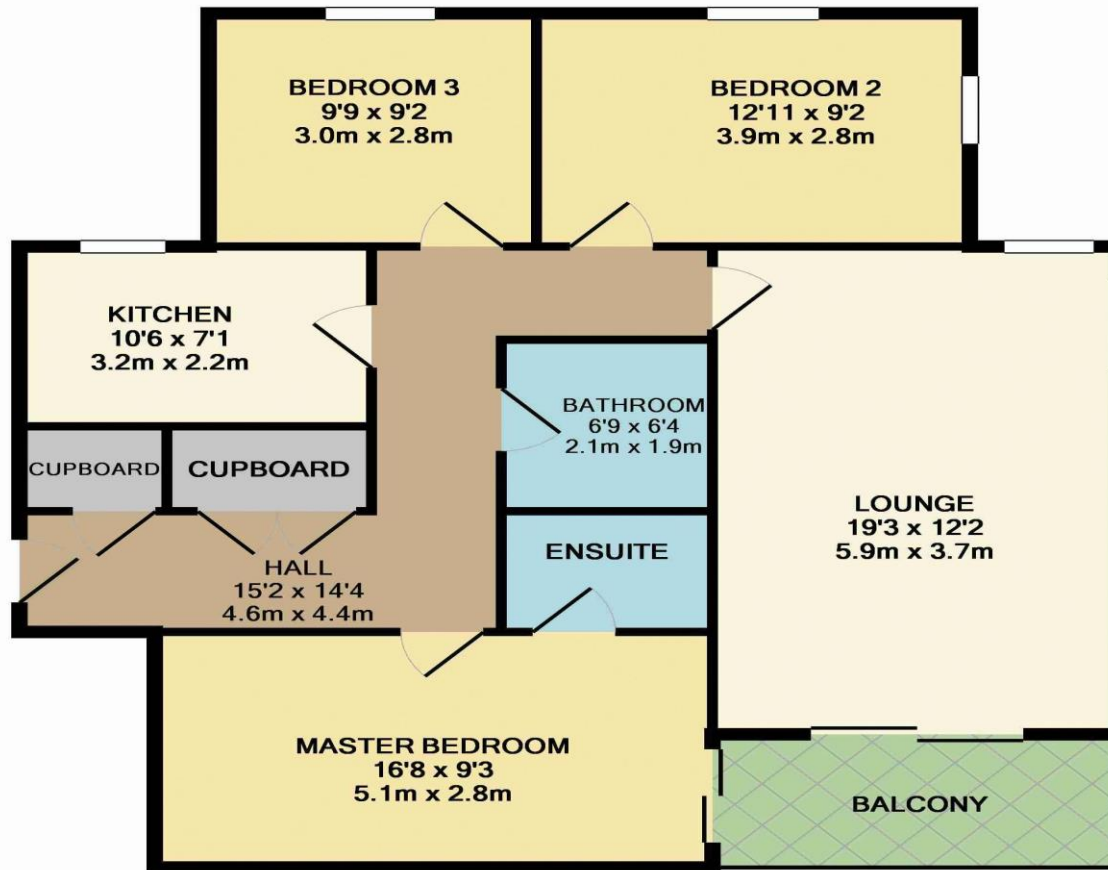 BEDROOM 3
9'9 x 9'2
3.0m x 2.8m
BEDROOM 2
12'11 x 9'2
3.9m x 2.8m
KITCHEN
10'6 x 7'1
3.2m x 2.2m
BATHROOM
6'9 x 6'4
2.1m x 1.9m
CUPBOARD
CUPBOARD
LOUNGE
19'3 x 12'2
5.9m x 3.7m
ENSUITE
HALL
15'2 x 14'4
4.6m x 4.4m
MASTER BEDROOM
16'8 x 9'3
5.1m x 2.8m
BALCONY